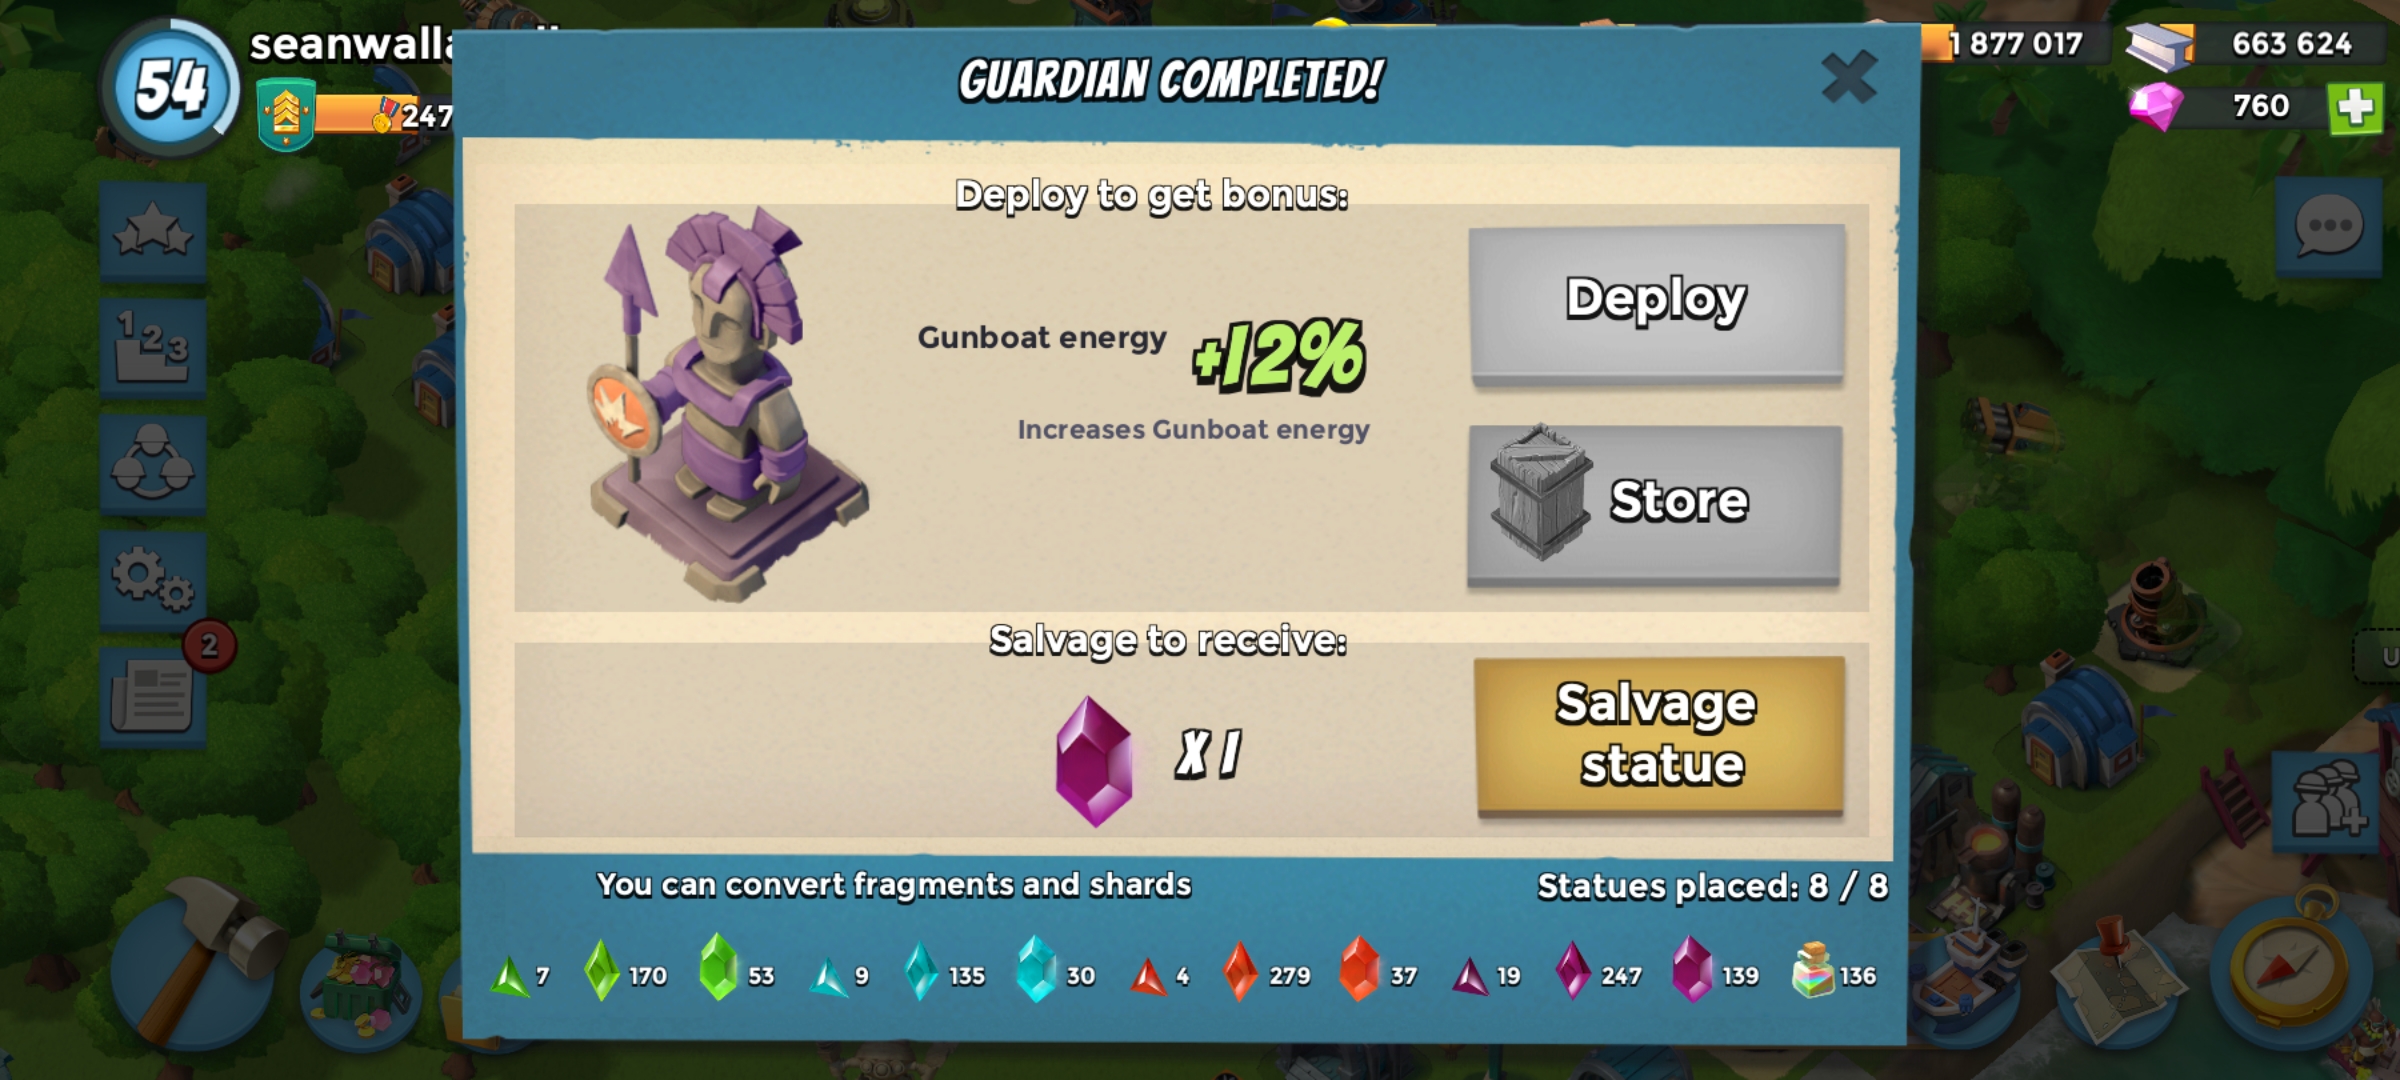 54
247
1 877 017
663 624
760
GUARDIAN COMPLETED!
Deploy to get bonus:
Gunboat energy +12%
Increases Gunboat energy
Deploy
Store
123
2
Salvage to receive:
X 1
Salvage
statue
You can convert fragments and shards
Statues placed: 8 / 8
7 170 53 9 135 30 4 279 37 19 247 139 136